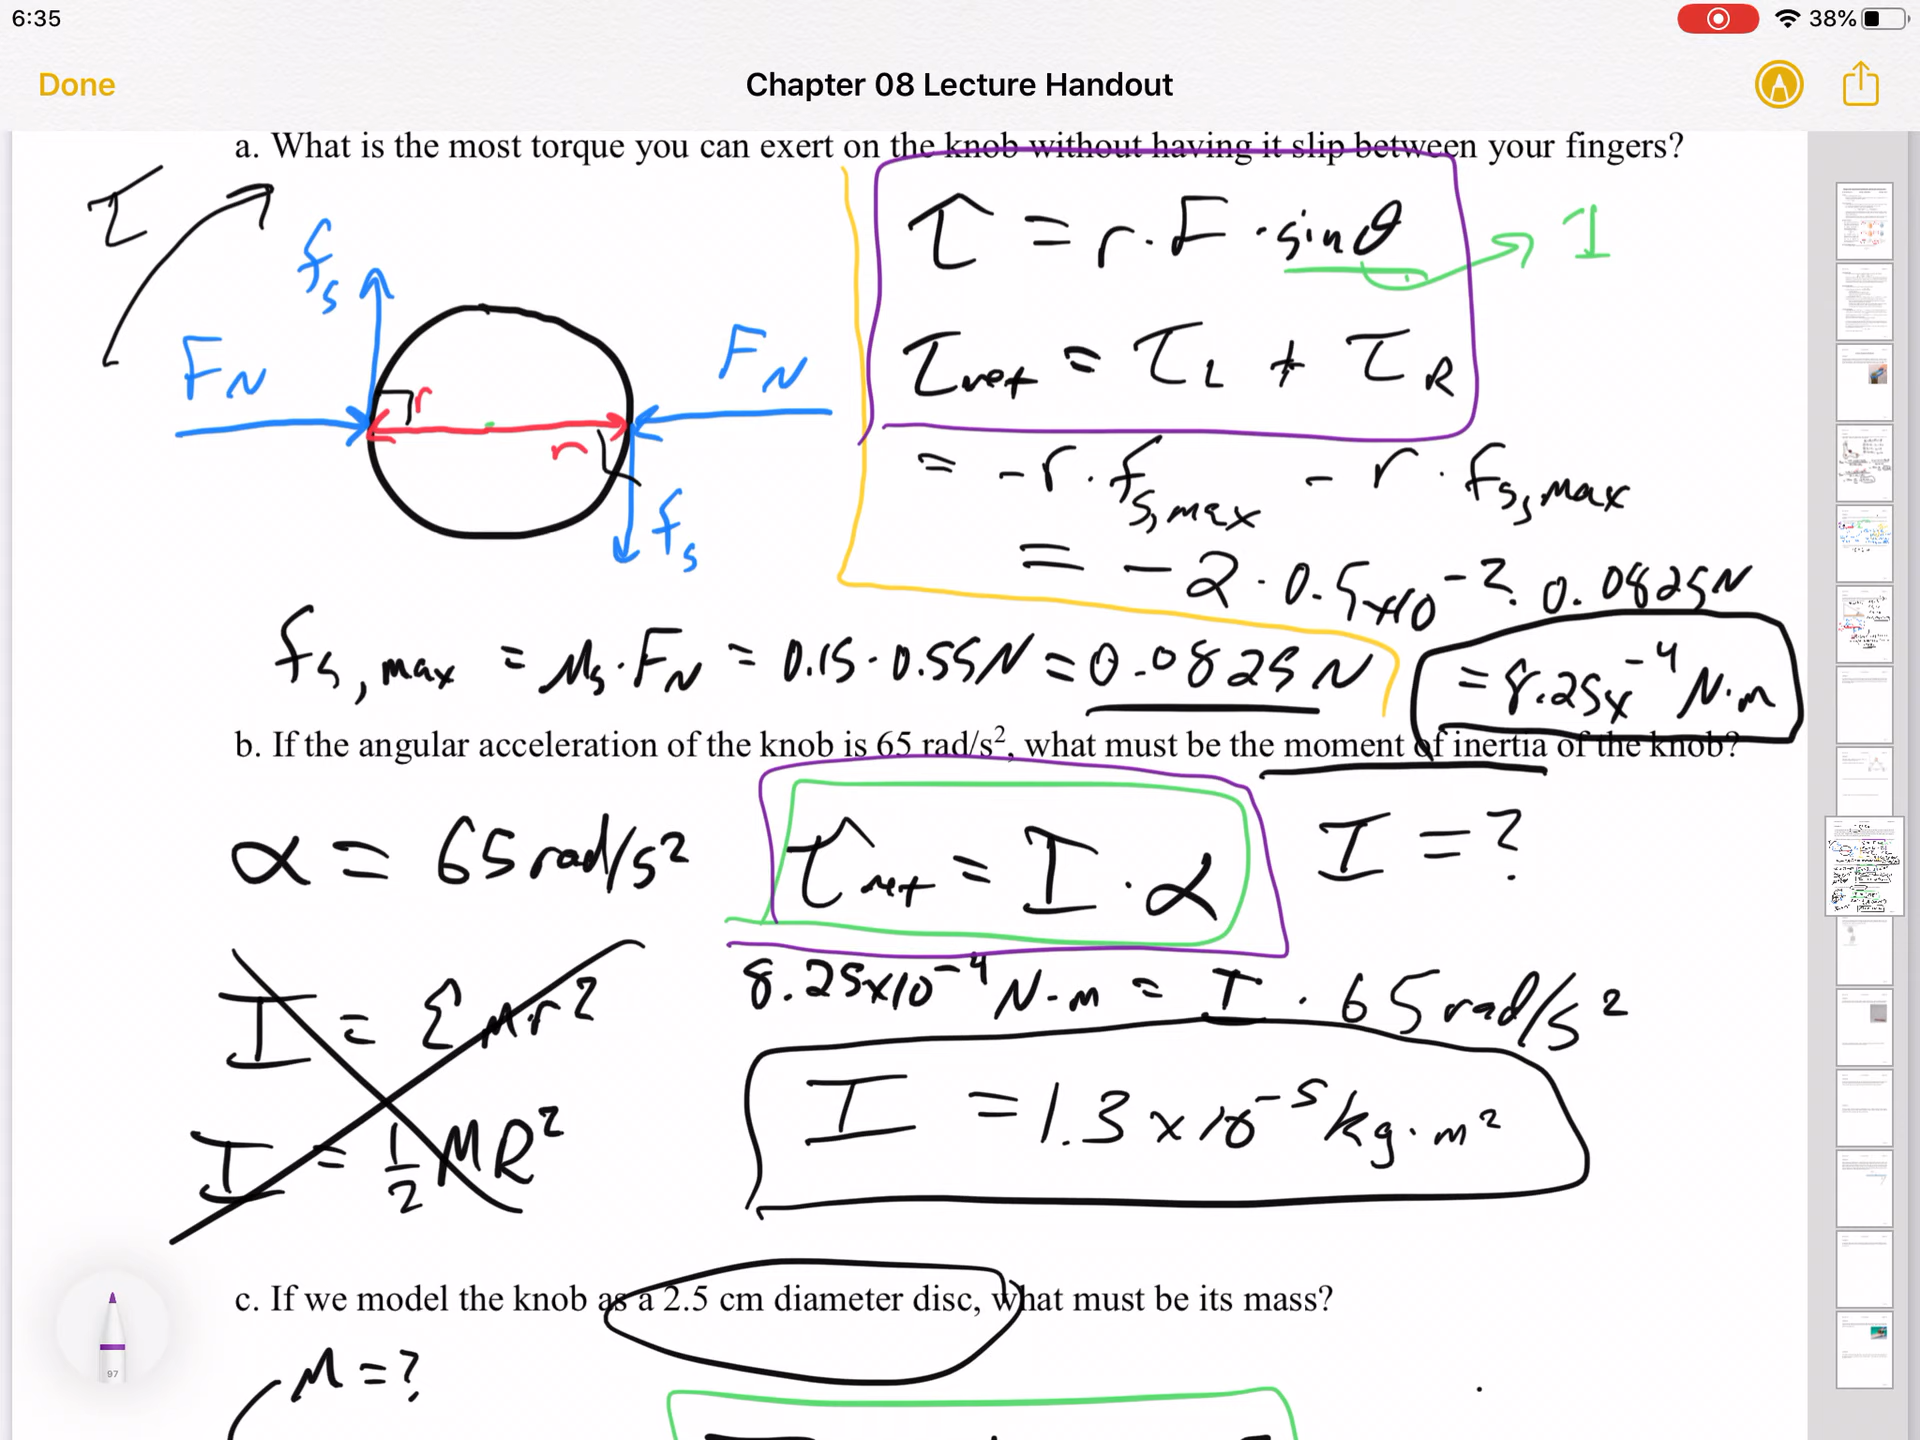 6:35
38%
Done
Chapter 08 Lecture Handout
a. What is the most torque you can exert on the knob without having it slip between your fingers?
τ
fs
FN
FN
r
r
fs
τ = r · F · sinθ
1
τnet = τL + τR
= - r · fs,max - r · fs,max
= -2 · 0.5x10^-2 · 0.0825N
fs,max = μs · FN = 0.15 · 0.55N = 0.0825 N
= 8.25x^-4 N·m
b. If the angular acceleration of the knob is 65 rad/s², what must be the moment of inertia of the knob?
α = 65 rad/s²
τnet = I · α
I = ?
I = Σmr²
8.25x10^-4 N·m = I · 65 rad/s²
I = ½ MR²
I = 1.3 x 10^-5 kg·m²
c. If we model the knob as a 2.5 cm diameter disc, what must be its mass?
M = ?
97